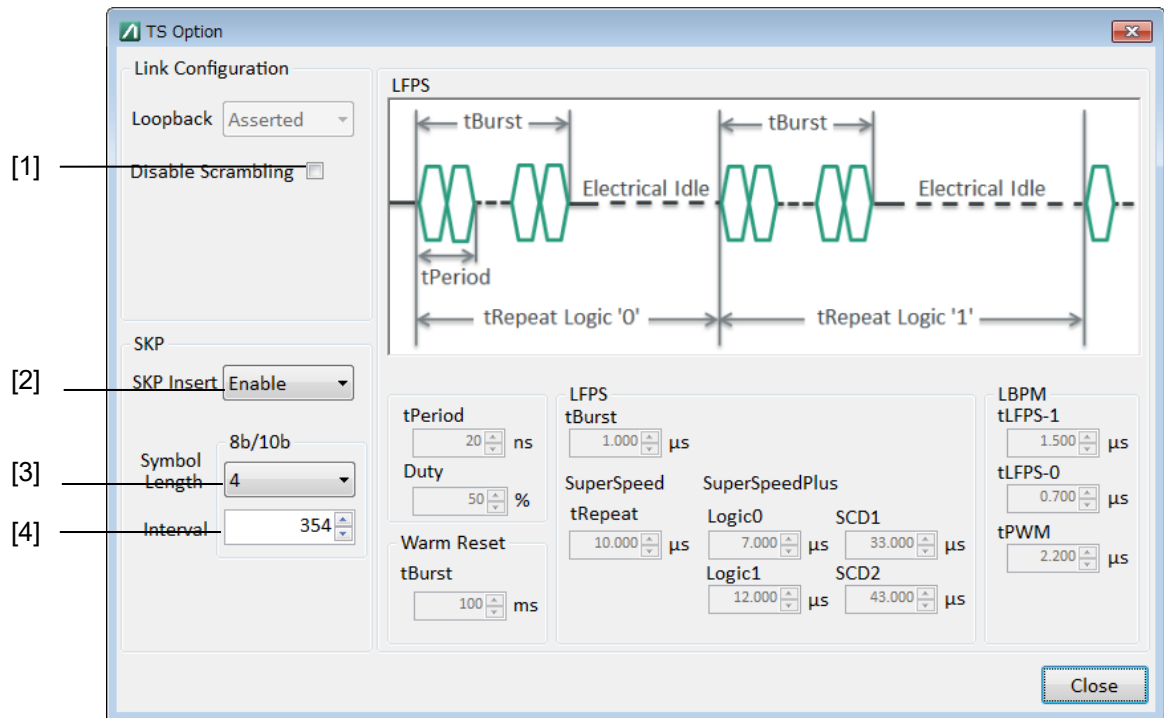 TS Option
Link Configuration
Loopback Asserted
[1] Disable Scrambling
SKP
[2] SKP Insert Enable
8b/10b
[3] Symbol Length 4
[4] Interval 354
LFPS
tBurst tBurst
Electrical Idle Electrical Idle
tPeriod
tRepeat Logic '0' tRepeat Logic '1'
tPeriod
20 ns
Duty
50 %
Warm Reset
tBurst
100 ms
LFPS
tBurst
1.000 µs
SuperSpeed SuperSpeedPlus
tRepeat Logic0 SCD1
10.000 µs 7.000 µs 33.000 µs
Logic1 SCD2
12.000 µs 43.000 µs
LBPM
tLFPS-1
1.500 µs
tLFPS-0
0.700 µs
tPWM
2.200 µs
Close